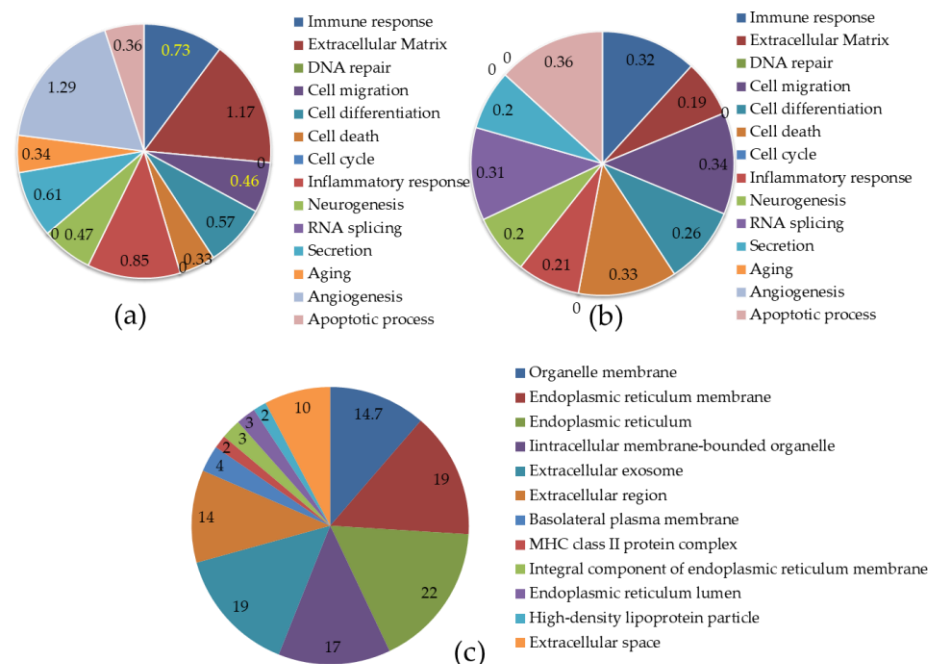 0.73
1.17
0
0.46
0.57
0.33
0
0.85
0.47
0
0.61
0.34
1.29
0.36
Immune response
Extracellular Matrix
DNA repair
Cell migration
Cell differentiation
Cell death
Cell cycle
Inflammatory response
Neurogenesis
RNA splicing
Secretion
Aging
Angiogenesis
Apoptotic process
(a)
0.32
0.19
0
0.34
0.26
0.33
0
0.21
0.2
0.31
0.2
0
0
0.36
Immune response
Extracellular Matrix
DNA repair
Cell migration
Cell differentiation
Cell death
Cell cycle
Inflammatory response
Neurogenesis
RNA splicing
Secretion
Aging
Angiogenesis
Apoptotic process
(b)
14.7
19
22
17
19
14
4
2
3
3
2
10
Organelle membrane
Endoplasmic reticulum membrane
Endoplasmic reticulum
Iintracellular membrane-bounded organelle
Extracellular exosome
Extracellular region
Basolateral plasma membrane
MHC class II protein complex
Integral component of endoplasmic reticulum membrane
Endoplasmic reticulum lumen
High-density lipoprotein particle
Extracellular space
(c)